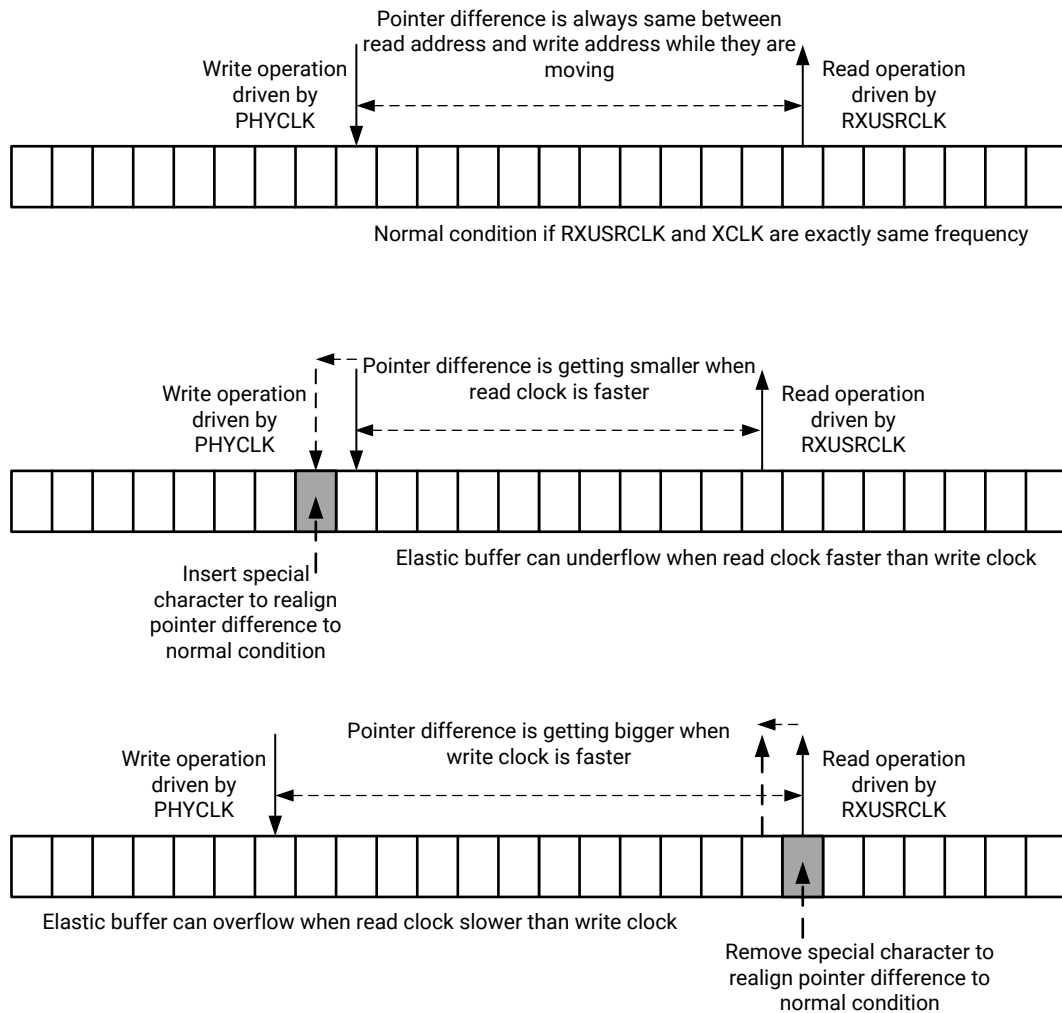 Pointer difference is always same between
read address and write address while they are
moving
Write operation
driven by
PHYCLK
Read operation
driven by
RXUSRCLK
Normal condition if RXUSRCLK and XCLK are exactly same frequency
Pointer difference is getting smaller when
read clock is faster
Write operation
driven by
PHYCLK
Read operation
driven by
RXUSRCLK
Elastic buffer can underflow when read clock faster than write clock
Insert special
character to realign
pointer difference to
normal condition
Pointer difference is getting bigger when
write clock is faster
Write operation
driven by
PHYCLK
Read operation
driven by
RXUSRCLK
Elastic buffer can overflow when read clock slower than write clock
Remove special character to
realign pointer difference to
normal condition